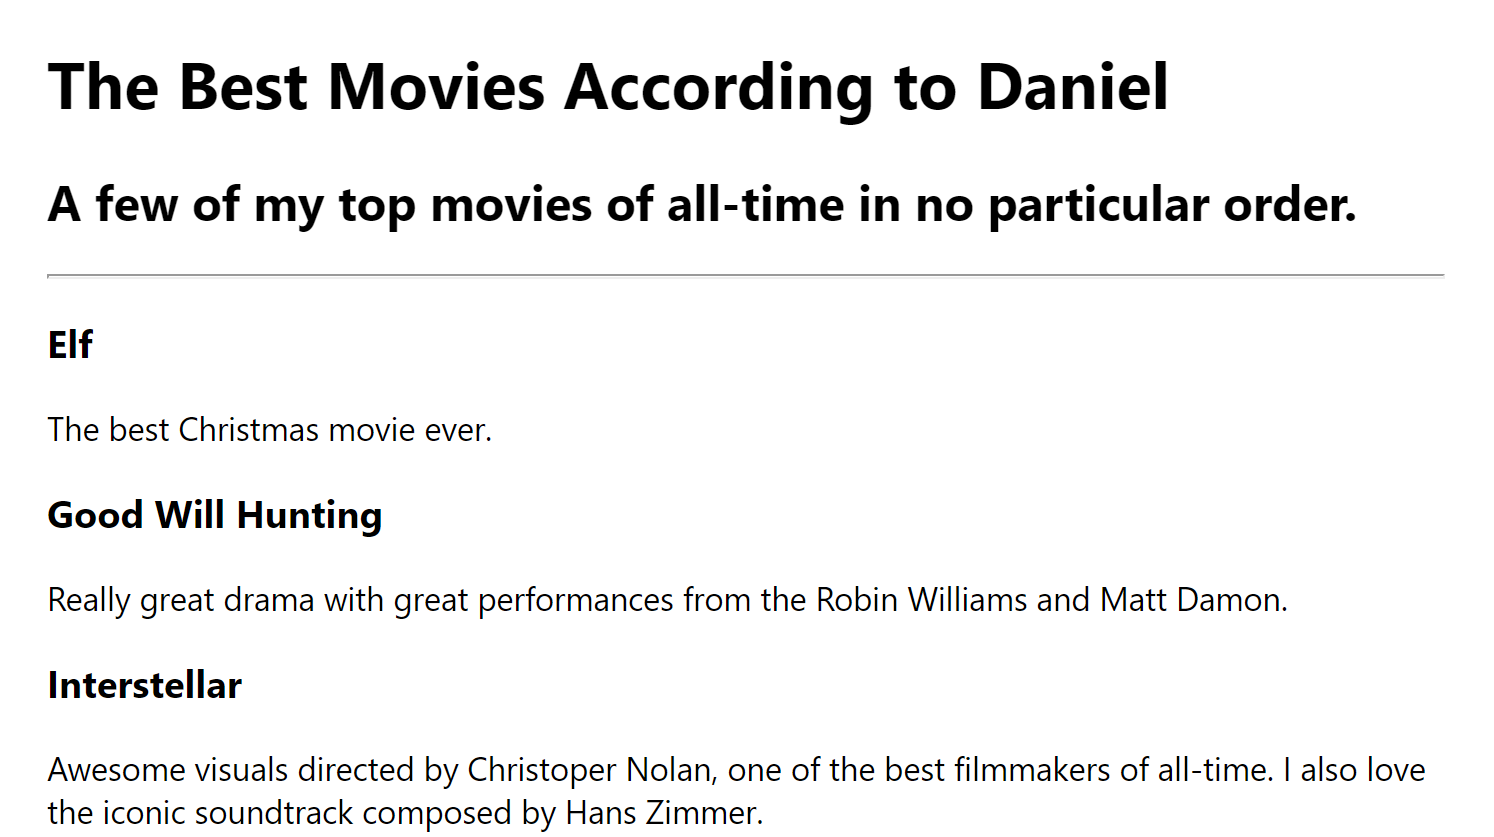 The Best Movies According to Daniel
A few of my top movies of all-time in no particular order.
Elf
The best Christmas movie ever.
Good Will Hunting
Really great drama with great performances from the Robin Williams and Matt Damon.
Interstellar
Awesome visuals directed by Christoper Nolan, one of the best filmmakers of all-time. I also love
the iconic soundtrack composed by Hans Zimmer.